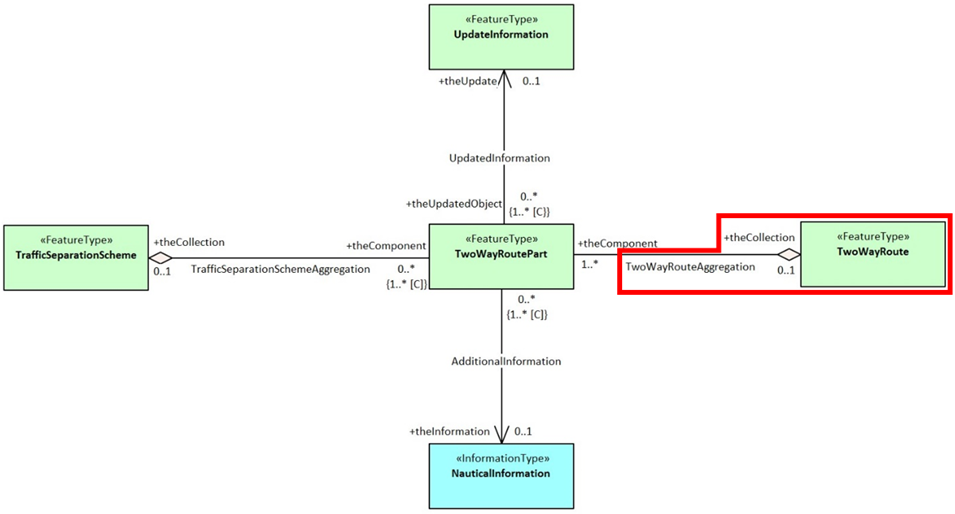 «FeatureType»
UpdateInformation
+theUpdate
0..1
UpdatedInformation
+theUpdatedObject
0..*
{1..* [C]}
«FeatureType»
TrafficSeparationScheme
+theCollection
0..1
TrafficSeparationSchemeAggregation
+theComponent
0..*
{1..* [C]}
«FeatureType»
TwoWayRoutePart
+theComponent
1..*
TwoWayRouteAggregation
+theCollection
0..1
«FeatureType»
TwoWayRoute
0..*
{1..* [C]}
AdditionalInformation
+theInformation
0..1
«InformationType»
NauticalInformation